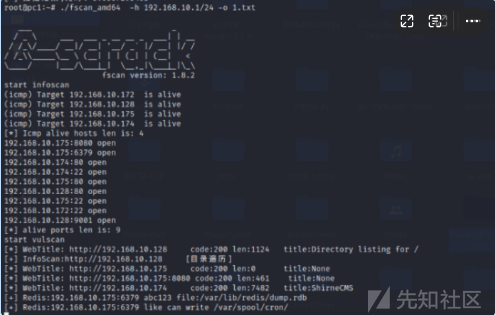 root@pc1:~# ./fscan_amd64 -h 192.168.10.1/24 -o 1.txt
fscan version: 1.8.2
start infoscan
(icmp) Target 192.168.10.172 is alive
(icmp) Target 192.168.10.128 is alive
(icmp) Target 192.168.10.175 is alive
(icmp) Target 192.168.10.174 is alive
[*] Icmp alive hosts len is: 4
192.168.10.175:8080 open
192.168.10.175:6379 open
192.168.10.174:80 open
192.168.10.174:22 open
192.168.10.175:80 open
192.168.10.128:80 open
192.168.10.175:22 open
192.168.10.172:22 open
192.168.10.128:9001 open
[*] alive ports len is: 9
start vulscan
[*] WebTitle: http://192.168.10.128 code:200 len:1124 title:Directory listing for /
[+] InfoScan:http://192.168.10.128 [目录遍历]
[*] WebTitle: http://192.168.10.175 code:200 len:0 title:None
[*] WebTitle: http://192.168.10.175:8080 code:200 len:461 title:None
[*] WebTitle: http://192.168.10.174 code:200 len:7482 title:ShirneCMS
[+] Redis:192.168.10.175:6379 abc123 file:/var/lib/redis/dump.rdb
[+] Redis:192.168.10.175:6379 like can write /var/spool/cron/
先知社区